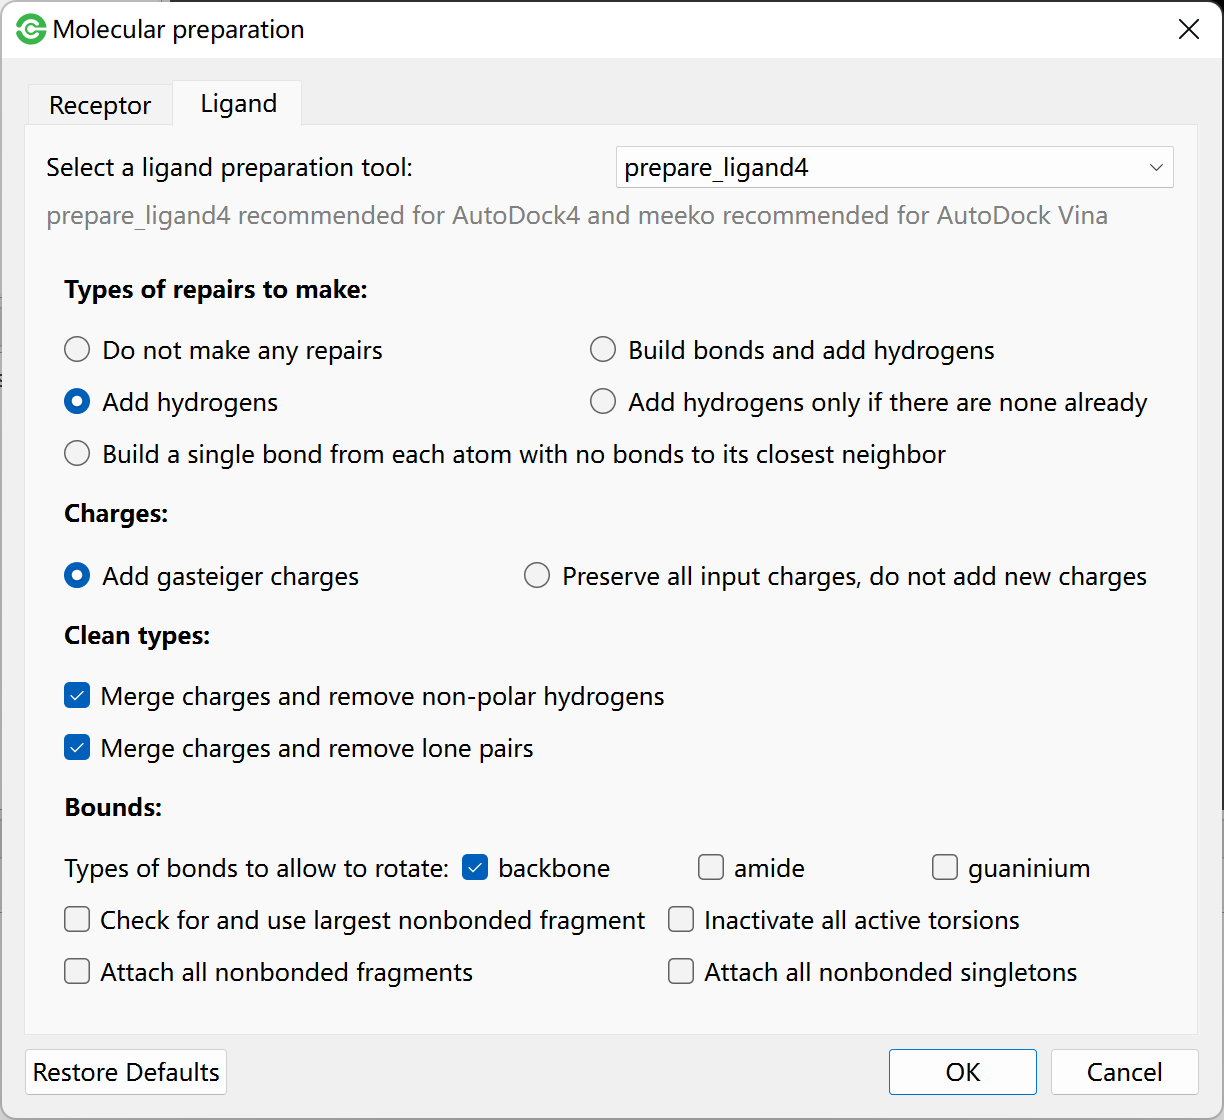 Molecular preparation
Receptor Ligand
Select a ligand preparation tool: prepare_ligand4
prepare_ligand4 recommended for AutoDock4 and meeko recommended for AutoDock Vina
Types of repairs to make:
Do not make any repairs Build bonds and add hydrogens
Add hydrogens Add hydrogens only if there are none already
Build a single bond from each atom with no bonds to its closest neighbor
Charges:
Add gasteiger charges Preserve all input charges, do not add new charges
Clean types:
Merge charges and remove non-polar hydrogens
Merge charges and remove lone pairs
Bounds:
Types of bonds to allow to rotate: backbone amide guaninium
Check for and use largest nonbonded fragment Inactivate all active torsions
Attach all nonbonded fragments Attach all nonbonded singletons
Restore Defaults OK Cancel